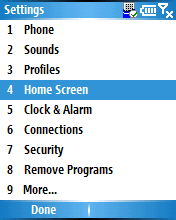 Settings
1 Phone
2 Sounds
3 Profiles
4 Home Screen
5 Clock & Alarm
6 Connections
7 Security
8 Remove Programs
9 More...
Done